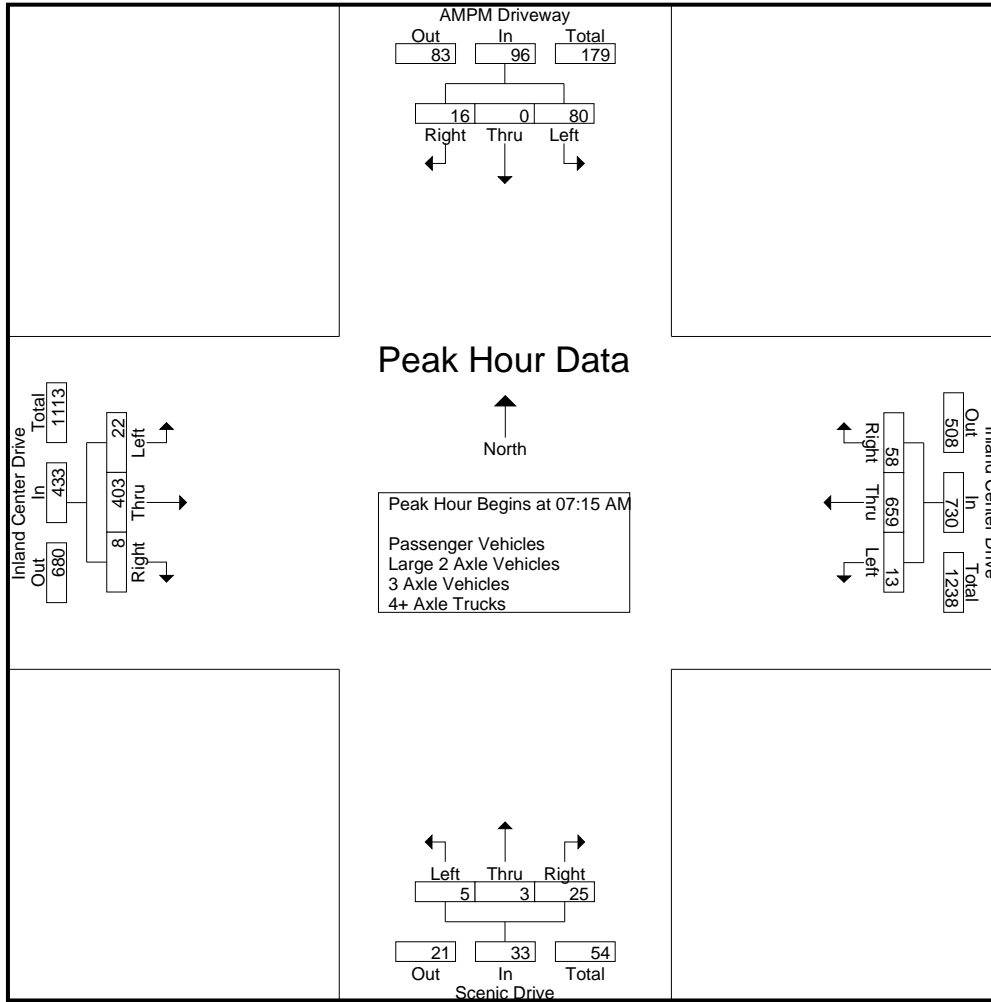 AMPM Driveway
Out In Total
83 96 179
16 0 80
Right Thru Left
Peak Hour Data
North
Peak Hour Begins at 07:15 AM
Passenger Vehicles
Large 2 Axle Vehicles
3 Axle Vehicles
4+ Axle Trucks
Inland Center Drive
Out In Total
680 433 1113
Left Thru Right
22 403 8
Inland Center Drive
Out In Total
508 730 1238
Right Thru Left
58 659 13
Left Thru Right
5 3 25
21 33 54
Out In Total
Scenic Drive